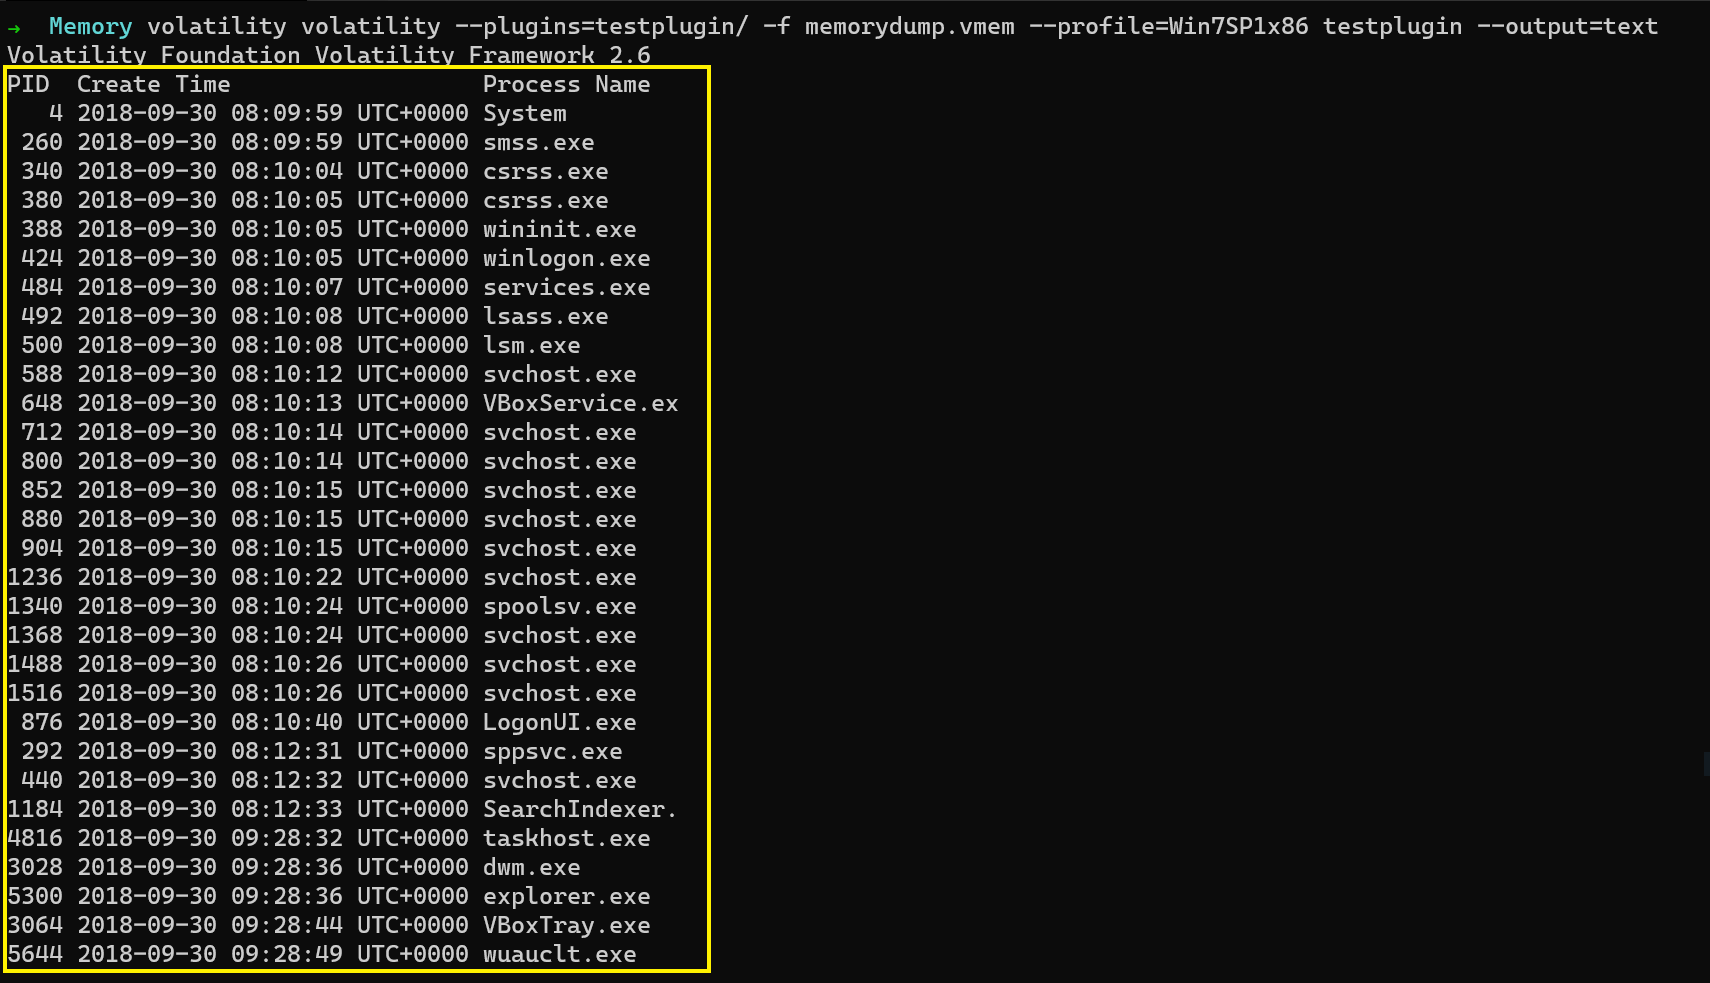 →  Memory volatility volatility --plugins=testplugin/ -f memorydump.vmem --profile=Win7SP1x86 testplugin --output=text
Volatility Foundation Volatility Framework 2.6
PID  Create Time                  Process Name
   4 2018-09-30 08:09:59 UTC+0000 System
 260 2018-09-30 08:09:59 UTC+0000 smss.exe
 340 2018-09-30 08:10:04 UTC+0000 csrss.exe
 380 2018-09-30 08:10:05 UTC+0000 csrss.exe
 388 2018-09-30 08:10:05 UTC+0000 wininit.exe
 424 2018-09-30 08:10:05 UTC+0000 winlogon.exe
 484 2018-09-30 08:10:07 UTC+0000 services.exe
 492 2018-09-30 08:10:08 UTC+0000 lsass.exe
 500 2018-09-30 08:10:08 UTC+0000 lsm.exe
 588 2018-09-30 08:10:12 UTC+0000 svchost.exe
 648 2018-09-30 08:10:13 UTC+0000 VBoxService.ex
 712 2018-09-30 08:10:14 UTC+0000 svchost.exe
 800 2018-09-30 08:10:14 UTC+0000 svchost.exe
 852 2018-09-30 08:10:15 UTC+0000 svchost.exe
 880 2018-09-30 08:10:15 UTC+0000 svchost.exe
 904 2018-09-30 08:10:15 UTC+0000 svchost.exe
1236 2018-09-30 08:10:22 UTC+0000 svchost.exe
1340 2018-09-30 08:10:24 UTC+0000 spoolsv.exe
1368 2018-09-30 08:10:24 UTC+0000 svchost.exe
1488 2018-09-30 08:10:26 UTC+0000 svchost.exe
1516 2018-09-30 08:10:26 UTC+0000 svchost.exe
 876 2018-09-30 08:10:40 UTC+0000 LogonUI.exe
 292 2018-09-30 08:12:31 UTC+0000 sppsvc.exe
 440 2018-09-30 08:12:32 UTC+0000 svchost.exe
1184 2018-09-30 08:12:33 UTC+0000 SearchIndexer.
4816 2018-09-30 09:28:32 UTC+0000 taskhost.exe
3028 2018-09-30 09:28:36 UTC+0000 dwm.exe
5300 2018-09-30 09:28:36 UTC+0000 explorer.exe
3064 2018-09-30 09:28:44 UTC+0000 VBoxTray.exe
5644 2018-09-30 09:28:49 UTC+0000 wuauclt.exe